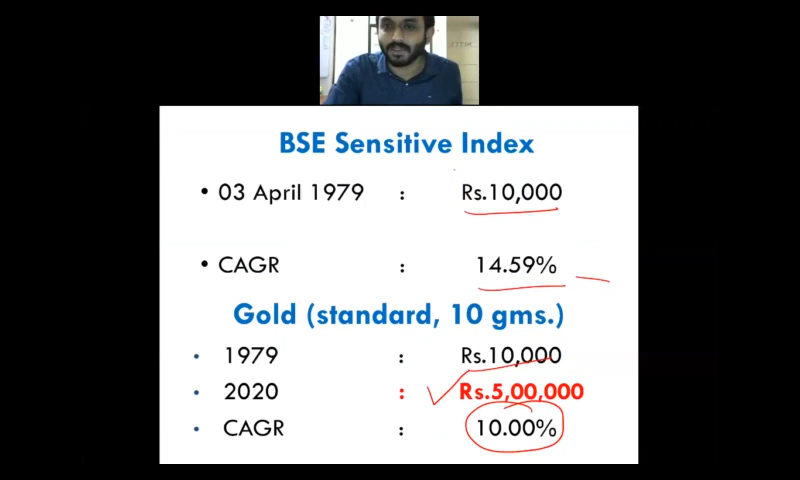 BSE Sensitive Index
• 03 April 1979 : Rs.10,000
• CAGR : 14.59%
Gold (standard, 10 gms.)
• 1979 : Rs.10,000
• 2020 : Rs.5,00,000
• CAGR : 10.00%